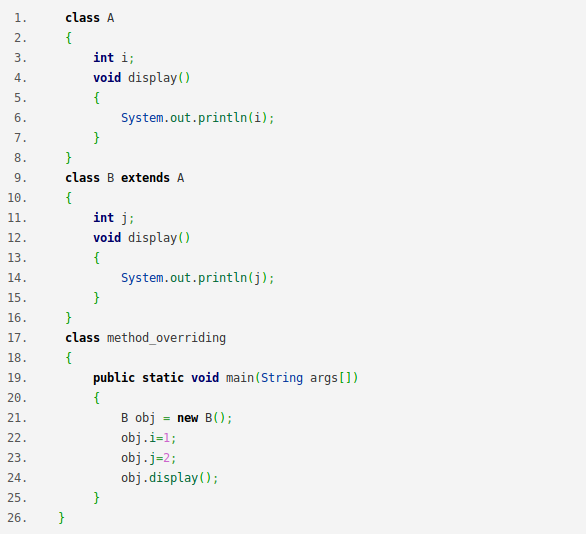 1. class A
2. {
3. int i;
4. void display()
5. {
6. System.out.println(i);
7. }
8. }
9. class B extends A
10. {
11. int j;
12. void display()
13. {
14. System.out.println(j);
15. }
16. }
17. class method_overriding
18. {
19. public static void main(String args[])
20. {
21. B obj = new B();
22. obj.i=1;
23. obj.j=2;
24. obj.display();
25. }
26. }